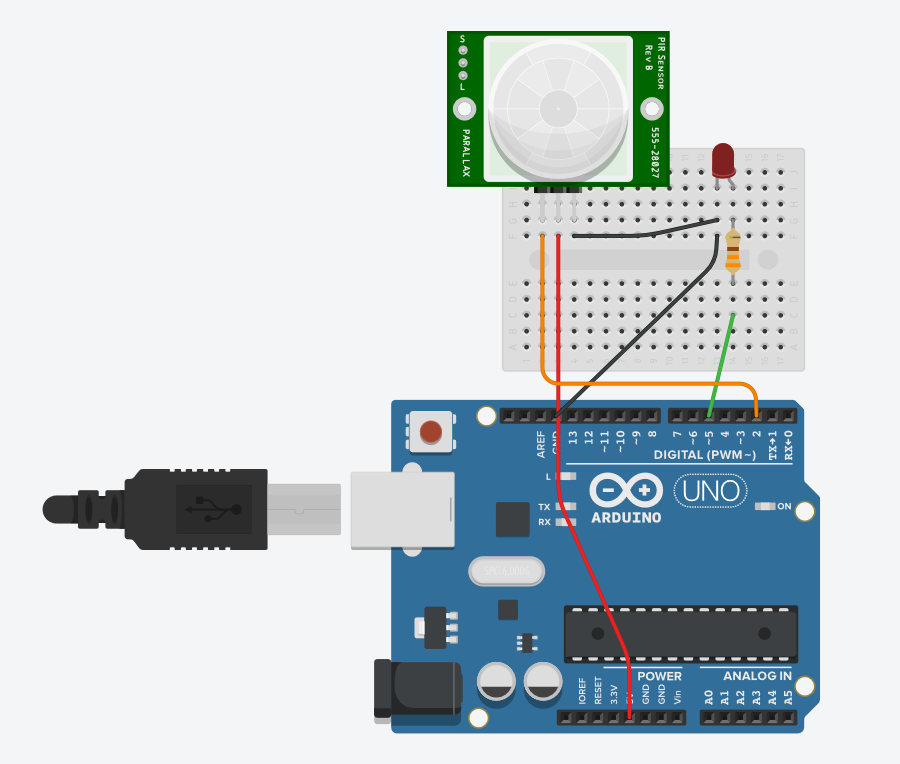 S
L
PARALLAX
PIR SENSOR
REV B
555-28027
AREF
GND
13
12
~11
~10
~9
8
7
~6
~5
4
~3
2
TX→1
RX←0
DIGITAL (PWM~)
L
TX
RX
ARDUINO
UNO
ON
POWER
ANALOG IN
IOREF
RESET
3.3V
5V
GND
GND
Vin
A0
A1
A2
A3
A4
A5